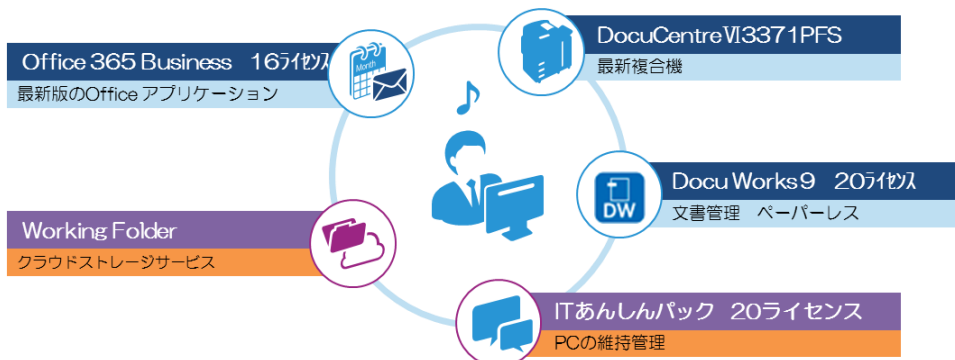 Office 365 Business 16ライセンス
最新版のOffice アプリケーション
Month
DocuCentreⅥ3371PFS
最新複合機
DW
Docu Works9 20ライセンス
文書管理 ペーパーレス
Working Folder
クラウドストレージサービス
ITあんしんパック 20ライセンス
PCの維持管理